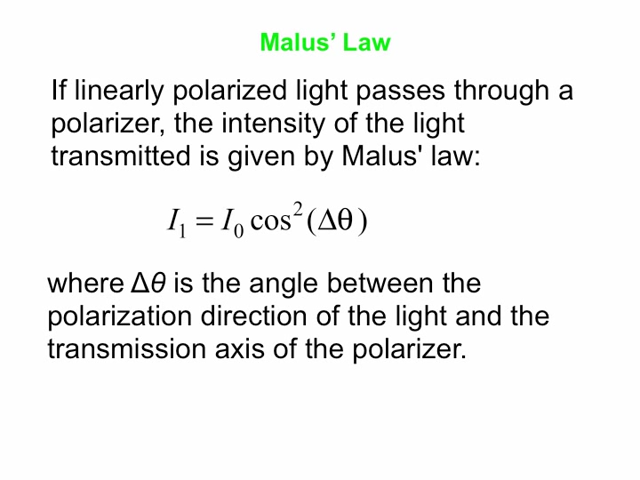 Malus’ Law
If linearly polarized light passes through a
polarizer, the intensity of the light
transmitted is given by Malus' law:
I₁ = I₀ cos²(Δθ)
where Δθ is the angle between the
polarization direction of the light and the
transmission axis of the polarizer.